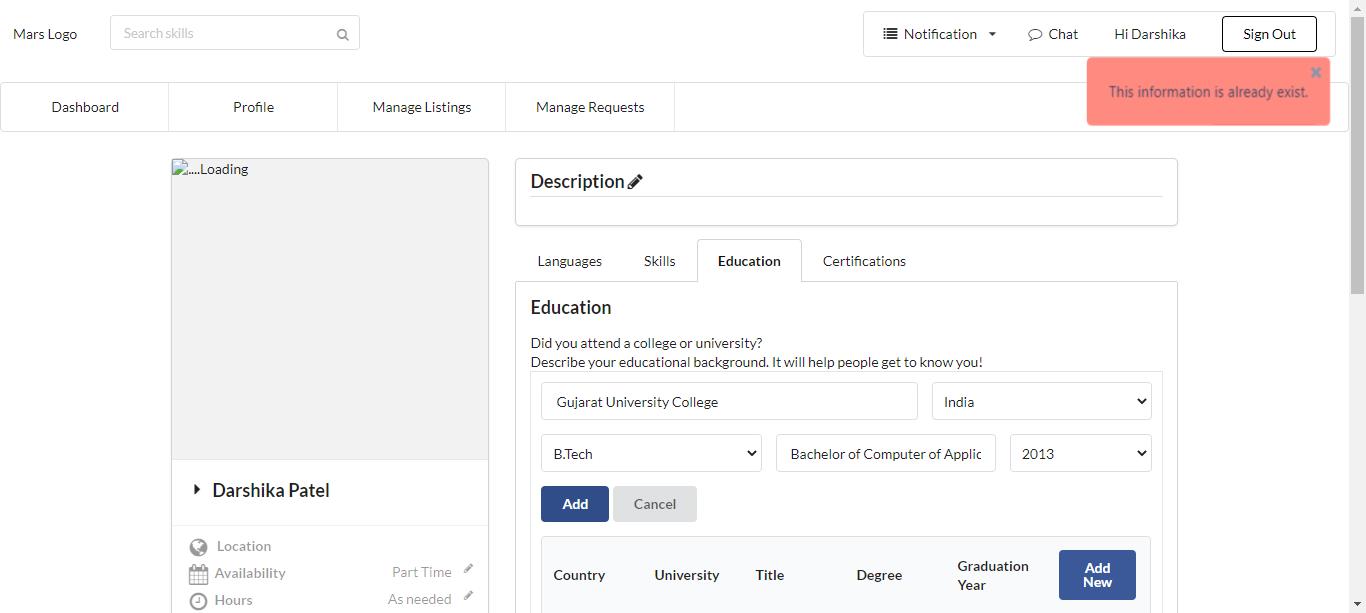 Mars Logo
Search skills
Notification
Chat
Hi Darshika
Sign Out
This information is already exist.
Dashboard
Profile
Manage Listings
Manage Requests
....Loading
Description
Languages
Skills
Education
Certifications
Education
Did you attend a college or university?
Describe your educational background. It will help people get to know you!
Gujarat University College
India
B.Tech
Bachelor of Computer of Applic
2013
Add
Cancel
Country
University
Title
Degree
Graduation
Year
Add
New
Darshika Patel
Location
Availability
Part Time
Hours
As needed